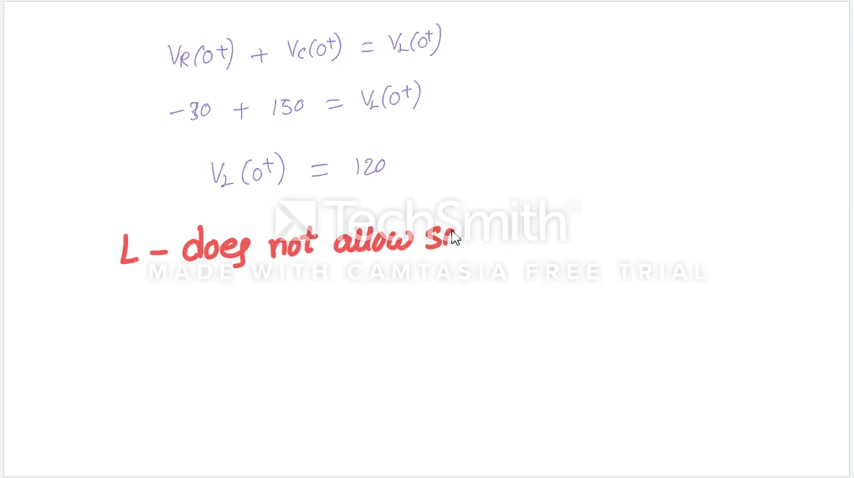 VR(0+) + VC(0+) = VL(0+)
-30 + 150 = VL(0+)
VL(0+) = 120
TechSmith
MADE WITH CAMTASIA FREE TRIAL
L - does not allow